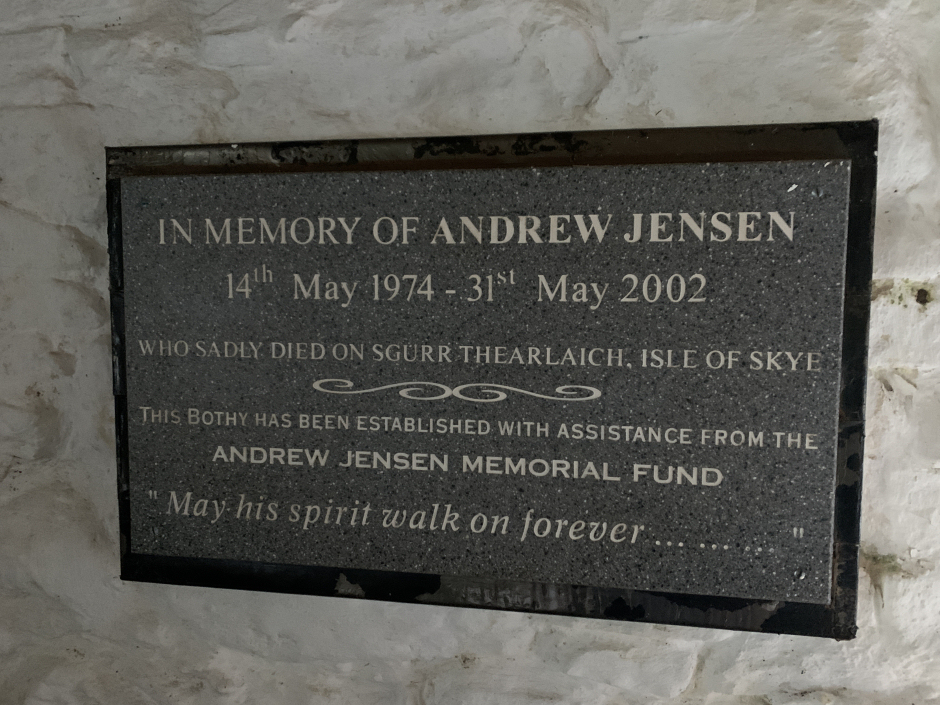 IN MEMORY OF ANDREW JENSEN
14th May 1974 - 31st May 2002
WHO SADLY DIED ON SGURR THEARLAICH, ISLE OF SKYE
THIS BOTHY HAS BEEN ESTABLISHED WITH ASSISTANCE FROM THE
ANDREW JENSEN MEMORIAL FUND
" May his spirit walk on forever ... ... ... "